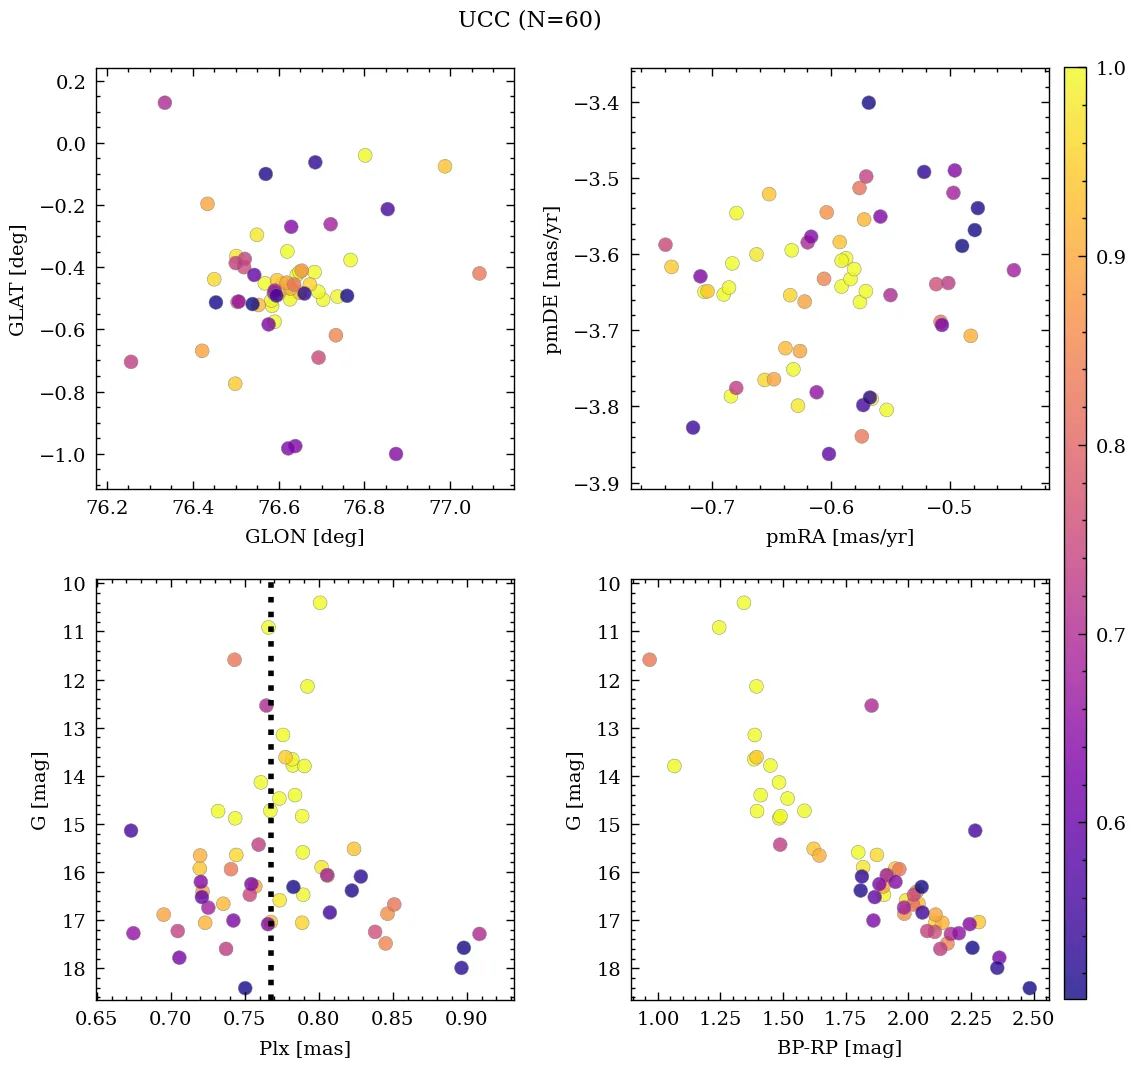 UCC (N=60)
0.2
0.0
−0.2
−0.4
−0.6
−0.8
−1.0
GLAT [deg]
76.2 76.4 76.6 76.8 77.0
GLON [deg]
−3.4
−3.5
−3.6
−3.7
−3.8
−3.9
pmDE [mas/yr]
−0.7 −0.6 −0.5
pmRA [mas/yr]
10
11
12
13
14
15
16
17
18
G [mag]
0.65 0.70 0.75 0.80 0.85 0.90
Plx [mas]
10
11
12
13
14
15
16
17
18
G [mag]
1.00 1.25 1.50 1.75 2.00 2.25 2.50
BP-RP [mag]
1.0
0.9
0.8
0.7
0.6